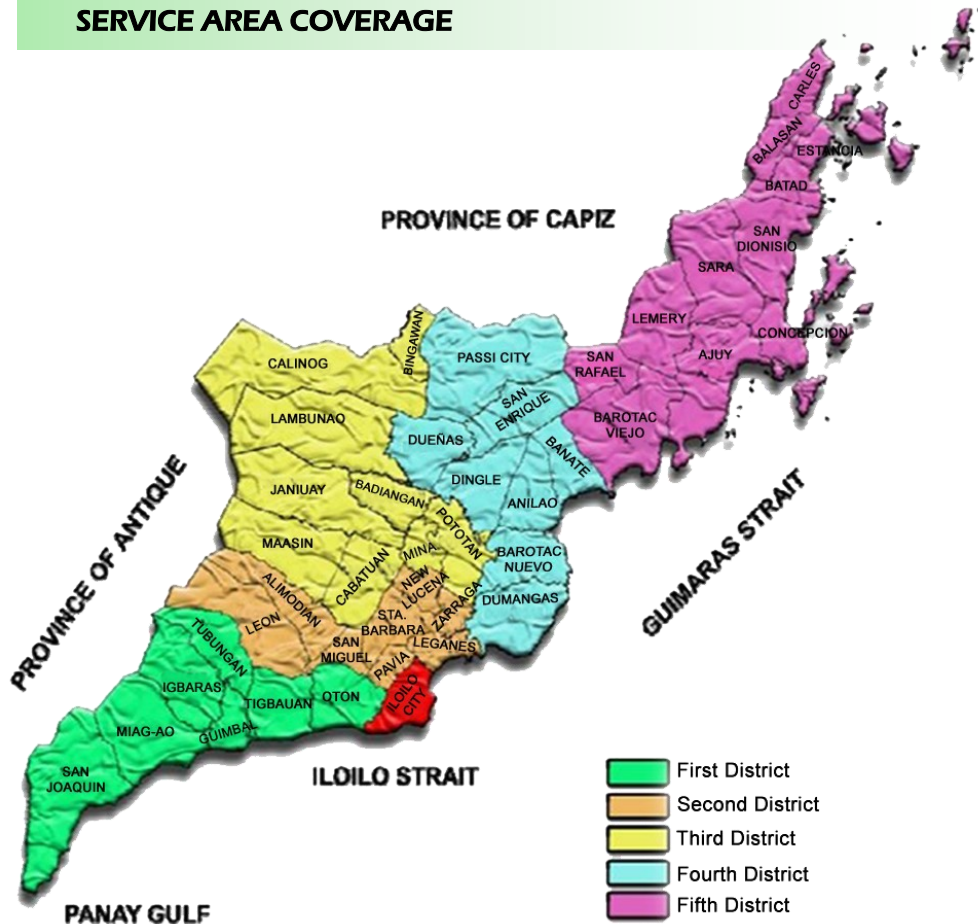 SERVICE AREA COVERAGE
CARLES
BALASAN
ESTANCIA
BATAD
PROVINCE OF CAPIZ
SAN
DIONISIO
SARA
LEMERY
CONCEPCION
AJUY
SAN
RAFAEL
BAROTAC
VIEJO
BINGAWAN
CALINOG
PASSI CITY
SAN
ENRIQUE
LAMBUNAO
DUEÑAS
BANATE
DINGLE
ANILAO
JANIUAY
BADIANGAN
POTOTAN
MAASIN
CABATUAN
MINA
BAROTAC
NUEVO
NEW
LUCENA
DUMANGAS
ZARRAGA
ALIMODIAN
LEON
STA.
BARBARA
LEGANES
SAN
MIGUEL
PAVIA
PROVINCE OF ANTIQUE
GUIMARAS STRAIT
TUBUNGAN
IGBARAS
TIGBAUAN
OTON
ILOILO
CITY
GUIMBAL
MIAG-AO
SAN
JOAQUIN
ILOILO STRAIT
PANAY GULF
First District
Second District
Third District
Fourth District
Fifth District